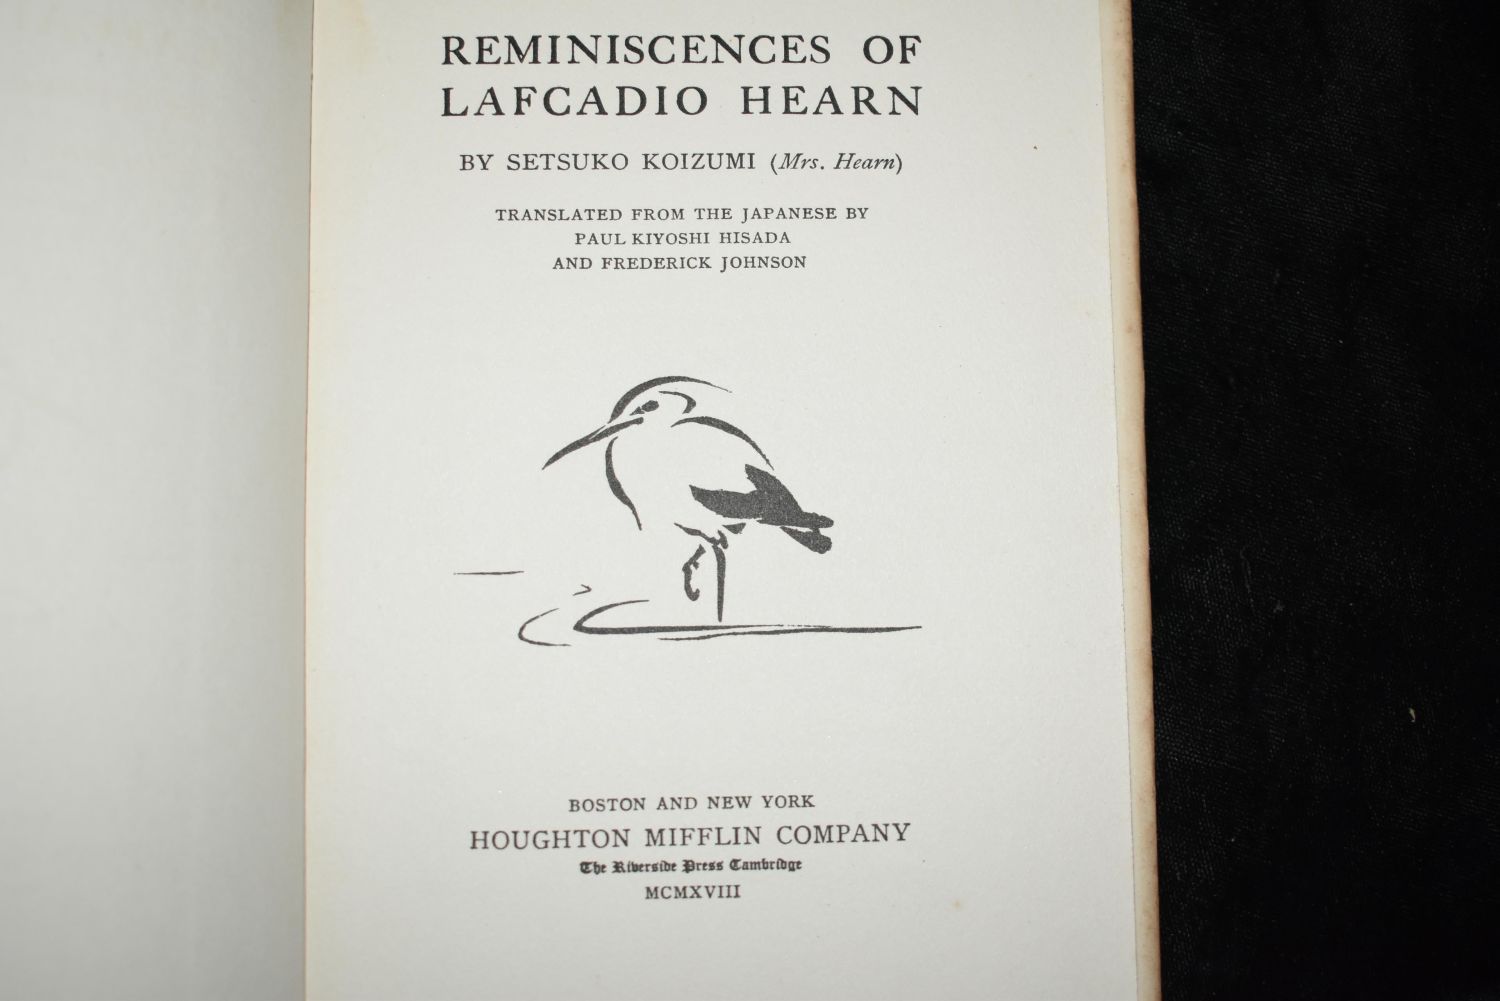 REMINISCENCES OF
LAFCADIO HEARN
BY SETSUKO KOIZUMI (Mrs. Hearn)
TRANSLATED FROM THE JAPANESE BY
PAUL KIYOSHI HISADA
AND FREDERICK JOHNSON
BOSTON AND NEW YORK
HOUGHTON MIFFLIN COMPANY
The Riverside Press Cambridge
MCMXVIII